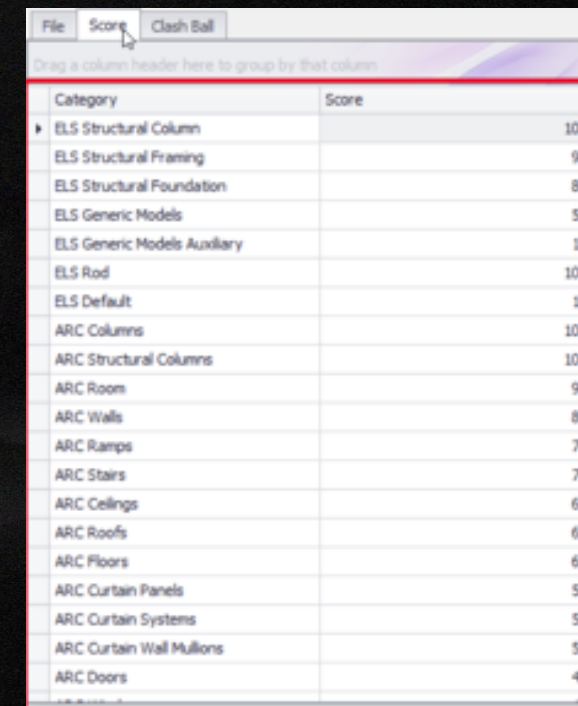 File Score Clash Ball
Drag a column header here to group by that column
Category Score
ELS Structural Column 10
ELS Structural Framing 9
ELS Structural Foundation 8
ELS Generic Models 5
ELS Generic Models Auxiliary 1
ELS Rod 10
ELS Default 1
ARC Columns 10
ARC Structural Columns 10
ARC Room 9
ARC Walls 8
ARC Ramps 7
ARC Stairs 7
ARC Ceilings 6
ARC Roofs 6
ARC Floors 6
ARC Curtain Panels 5
ARC Curtain Systems 5
ARC Curtain Wall Mullions 5
ARC Doors 4